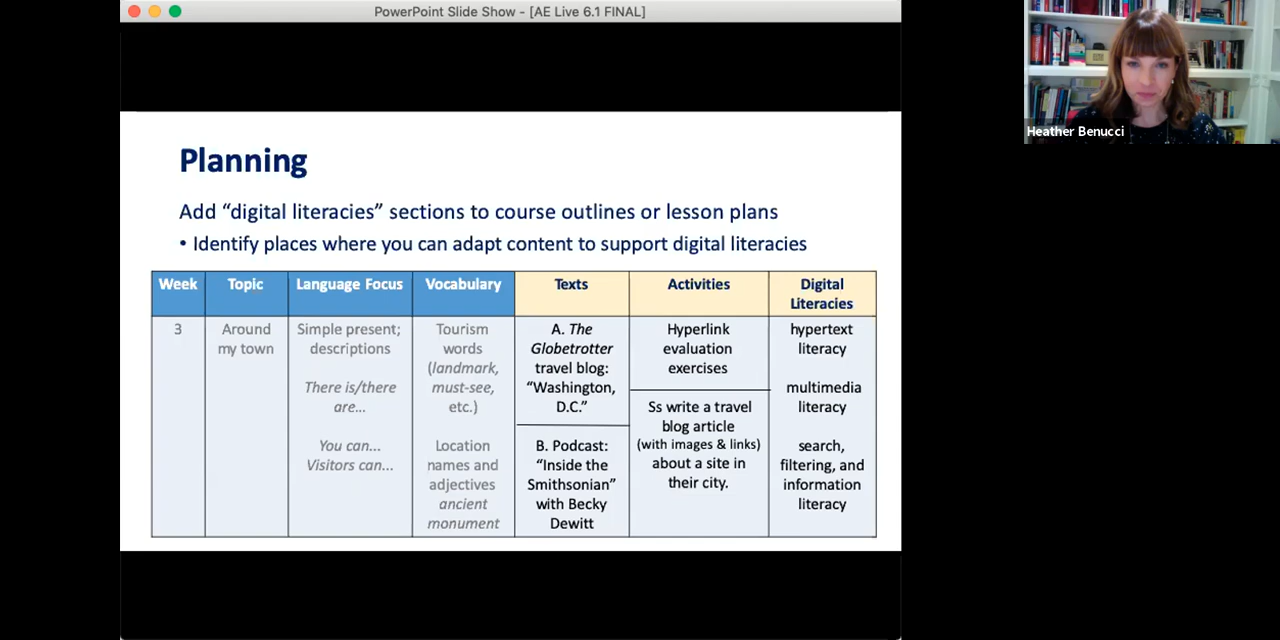 PowerPoint Slide Show - [AE Live 6.1 FINAL]
Heather Benucci
Planning
Add “digital literacies” sections to course outlines or lesson plans
• Identify places where you can adapt content to support digital literacies
Week
Topic
Language Focus
Vocabulary
Texts
Activities
Digital
Literacies
3
Around
my town
Simple present;
descriptions
There is/there
are...
You can...
Visitors can...
Tourism
words
(landmark,
must-see,
etc.)
Location
names and
adjectives
ancient
monument
A. The
Globetrotter
travel blog:
“Washington,
D.C.”
B. Podcast:
“Inside the
Smithsonian”
with Becky
Dewitt
Hyperlink
evaluation
exercises
Ss write a travel
blog article
(with images & links)
about a site in
their city.
hypertext
literacy
multimedia
literacy
search,
filtering, and
information
literacy